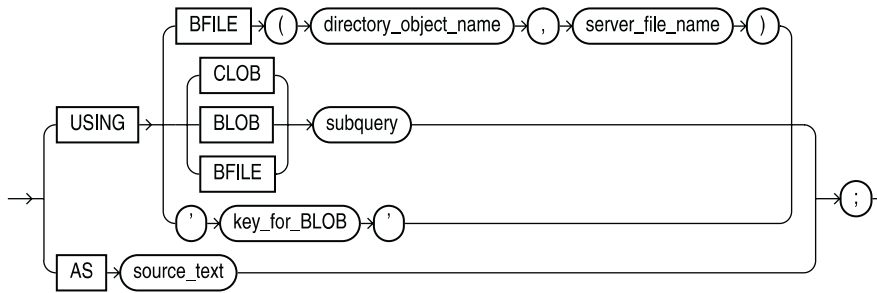 BFILE ( directory_object_name , server_file_name )
CLOB
USING BLOB subquery
BFILE
' key_for_BLOB '
;
AS source_text